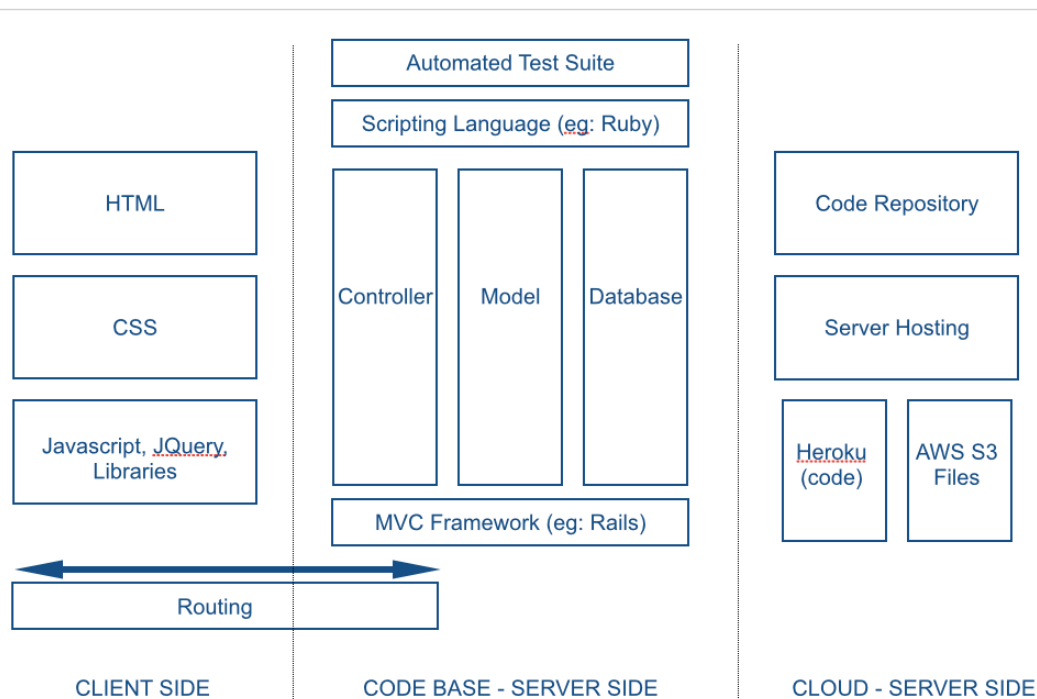 Automated Test Suite
Scripting Language (eg: Ruby)
HTML
CSS
Javascript, JQuery,
Libraries
Controller
Model
Database
MVC Framework (eg: Rails)
Code Repository
Server Hosting
Heroku
(code)
AWS S3
Files
Routing
CLIENT SIDE
CODE BASE - SERVER SIDE
CLOUD - SERVER SIDE